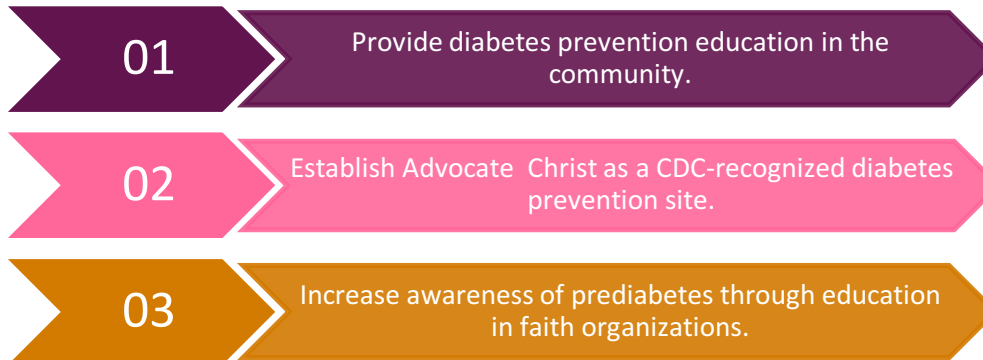 01
Provide diabetes prevention education in the
community.
02
Establish Advocate  Christ as a CDC-recognized diabetes
prevention site.
03
Increase awareness of prediabetes through education
in faith organizations.